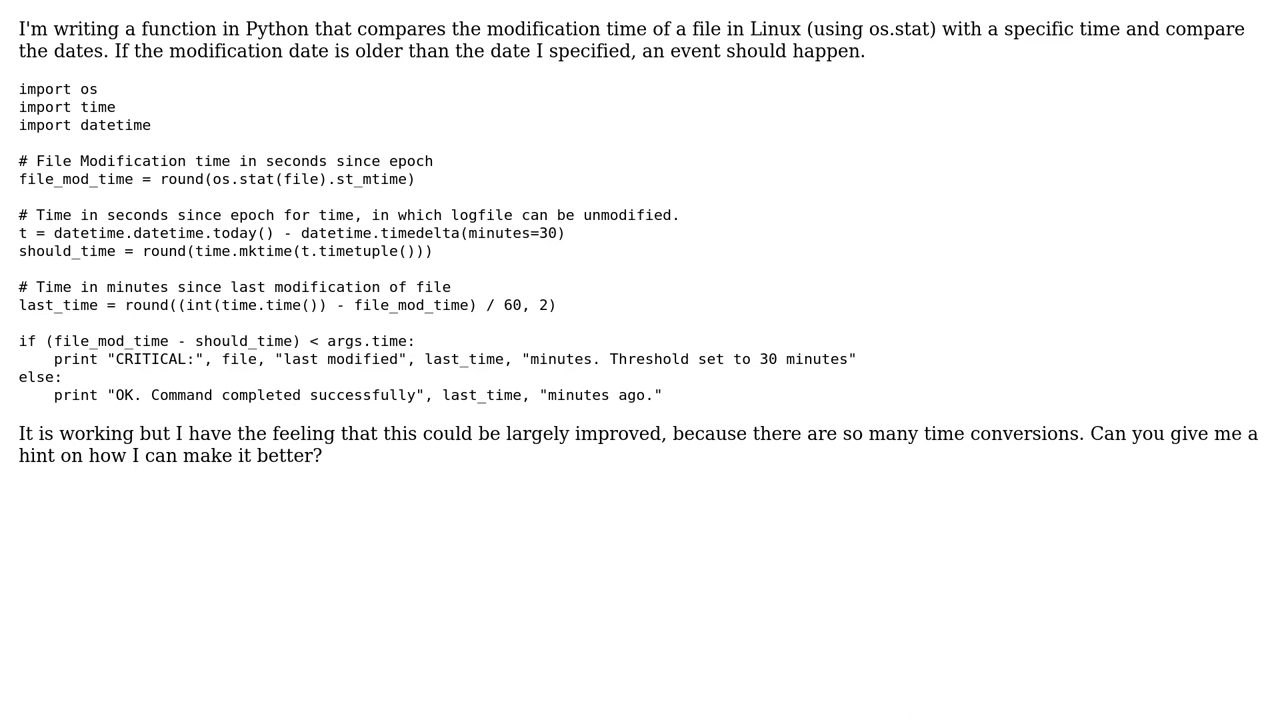 I'm writing a function in Python that compares the modification time of a file in Linux (using os.stat) with a specific time and compare
the dates. If the modification date is older than the date I specified, an event should happen.
import os
import time
import datetime
# File Modification time in seconds since epoch
file_mod_time = round(os.stat(file).st_mtime)
# Time in seconds since epoch for time, in which logfile can be unmodified.
t = datetime.datetime.today() - datetime.timedelta(minutes=30)
should_time = round(time.mktime(t.timetuple()))
# Time in minutes since last modification of file
last_time = round((int(time.time()) - file_mod_time) / 60, 2)
if (file_mod_time - should_time) < args.time:
    print "CRITICAL:", file, "last modified", last_time, "minutes. Threshold set to 30 minutes"
else:
    print "OK. Command completed successfully", last_time, "minutes ago."
It is working but I have the feeling that this could be largely improved, because there are so many time conversions. Can you give me a
hint on how I can make it better?